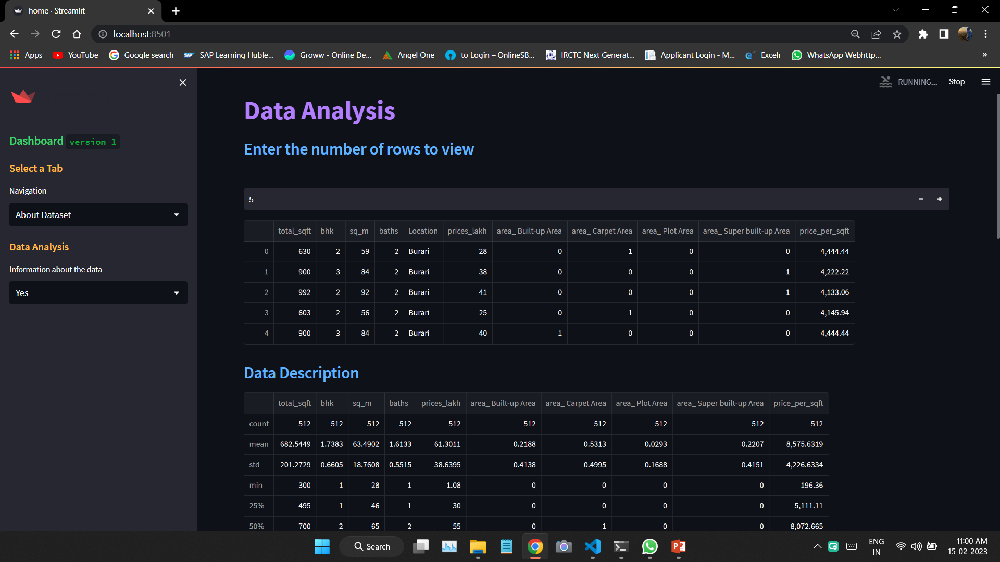 home · Streamlit
localhost:8501
Apps YouTube Google search SAP Learning Huble... Groww - Online De... Angel One to Login – OnlineSB... IRCTC Next Generat... Applicant Login - M... Excelr WhatsApp Webhttp... »
RUNNING... Stop
Dashboard version 1
Select a Tab
Navigation
About Dataset
Data Analysis
Information about the data
Yes
Data Analysis
Enter the number of rows to view
5 − +
total_sqft bhk sq_m baths Location prices_lakh area_ Built-up Area area_ Carpet Area area_ Plot Area area_ Super built-up Area price_per_sqft
0 630 2 59 2 Burari 28 0 1 0 0 4,444.44
1 900 3 84 2 Burari 38 0 0 0 1 4,222.22
2 992 2 92 2 Burari 41 0 0 0 1 4,133.06
3 603 2 56 2 Burari 25 0 1 0 0 4,145.94
4 900 3 84 2 Burari 40 1 0 0 0 4,444.44
Data Description
total_sqft bhk sq_m baths prices_lakh area_ Built-up Area area_ Carpet Area area_ Plot Area area_ Super built-up Area price_per_sqft
count 512 512 512 512 512 512 512 512 512 512
mean 682.5449 1.7383 63.4902 1.6133 61.3011 0.2188 0.5313 0.0293 0.2207 8,575.6319
std 201.2729 0.6605 18.7608 0.5515 38.6395 0.4138 0.4995 0.1688 0.4151 4,226.6334
min 300 1 28 1 1.08 0 0 0 0 196.36
25% 495 1 46 1 30 0 0 0 0 5,111.11
50% 700 2 65 2 55 0 1 0 0 8,072.665
Search
ENG
IN
11:00 AM
15-02-2023